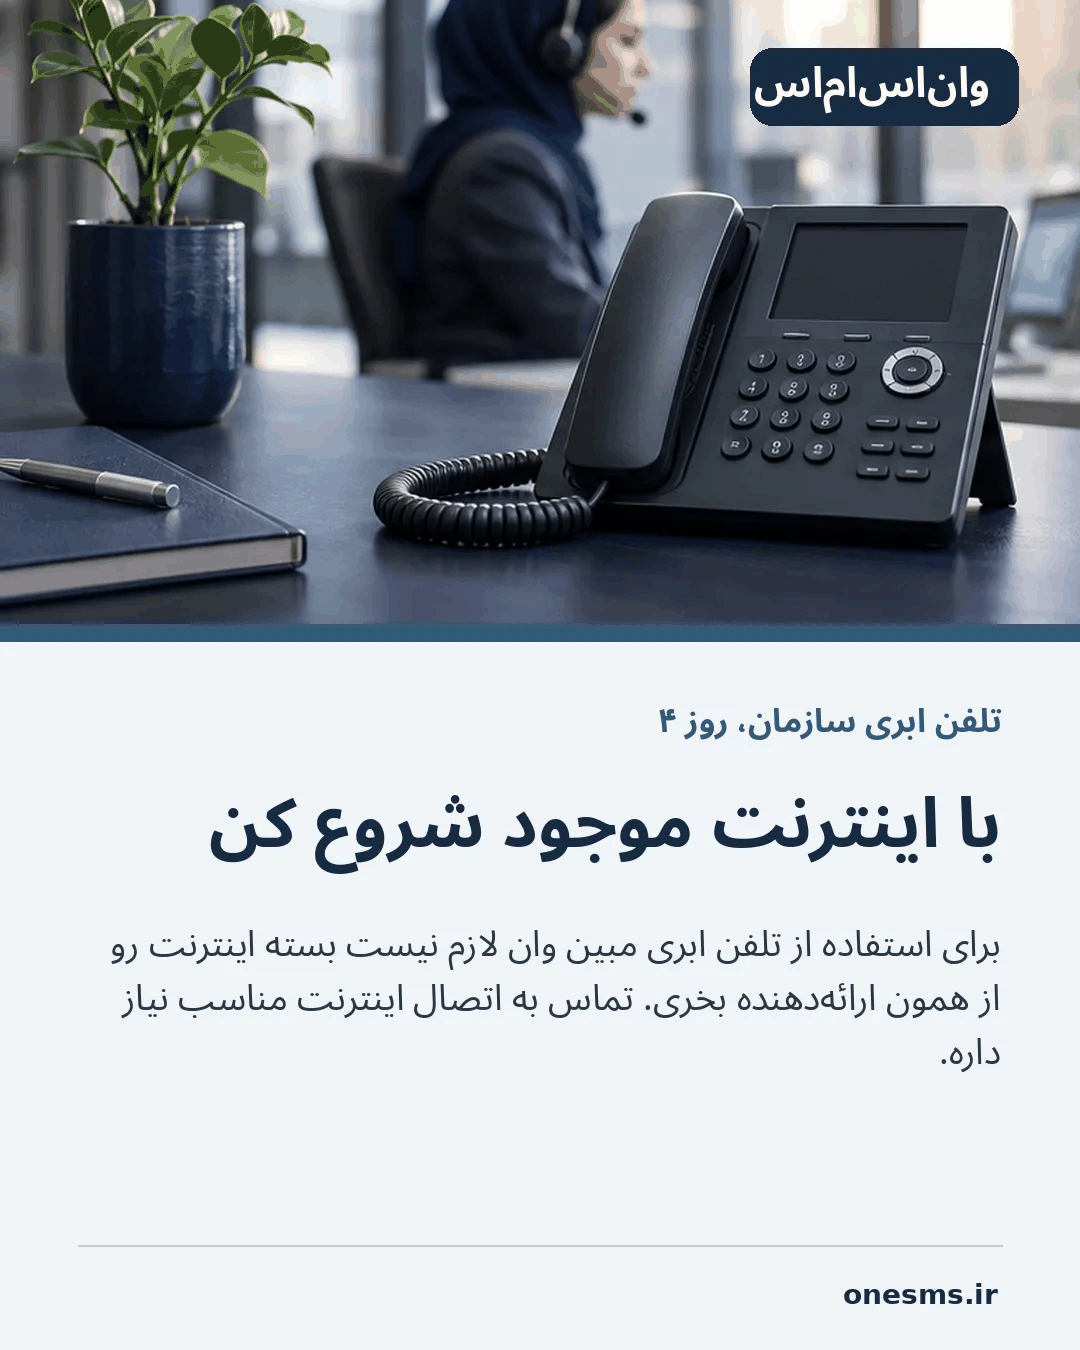 وان‌اس‌ام‌اس
تلفن ابری سازمان، روز ۴
با اینترنت موجود شروع کن
برای استفاده از تلفن ابری مبین وان لازم نیست بسته اینترنت رو
از همون ارائه‌دهنده بخری. تماس به اتصال اینترنت مناسب نیاز
داره.
onesms.ir